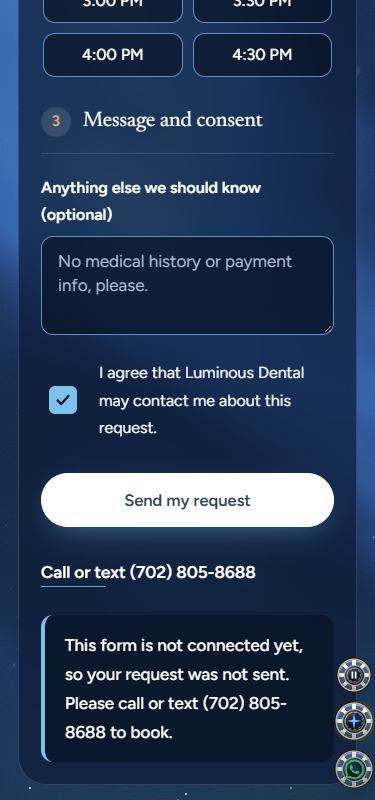 3:00 PM 3:30 PM
4:00 PM 4:30 PM
3 Message and consent
Anything else we should know
(optional)
No medical history or payment
info, please.
I agree that Luminous Dental
may contact me about this
request.
Send my request
Call or text (702) 805-8688
This form is not connected yet,
so your request was not sent.
Please call or text (702) 805-
8688 to book.